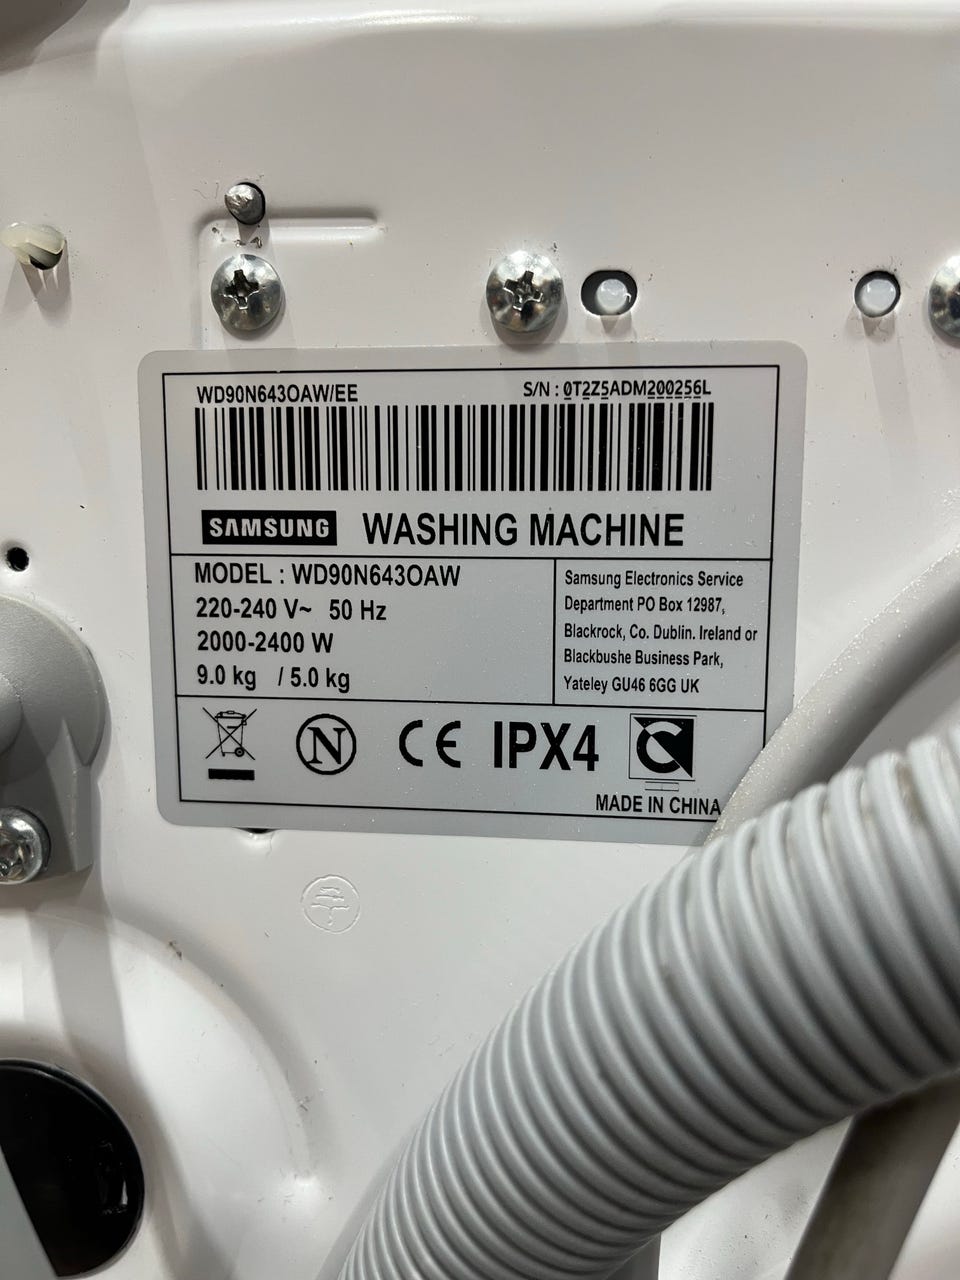 WD90N643OAW/EE
S/N : 0T2Z5ADM200256L
SAMSUNG WASHING MACHINE
MODEL : WD90N643OAW
220-240 V~ 50 Hz
2000-2400 W
9.0 kg / 5.0 kg
Samsung Electronics Service
Department PO Box 12987,
Blackrock, Co. Dublin. Ireland or
Blackbushe Business Park,
Yateley GU46 6GG UK
N CE IPX4
MADE IN CHINA